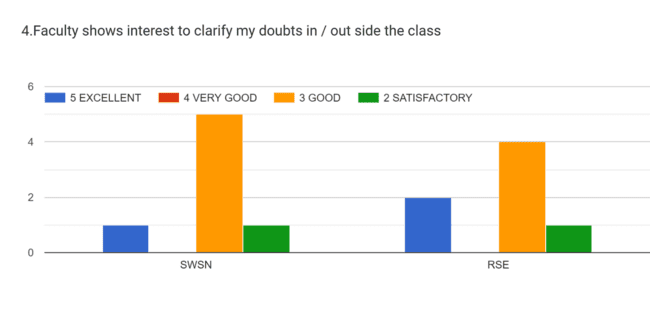 4.Faculty shows interest to clarify my doubts in / out side the class
6
5 EXCELLENT 4 VERY GOOD 3 GOOD 2 SATISFACTORY
4
2
0
SWSN RSE